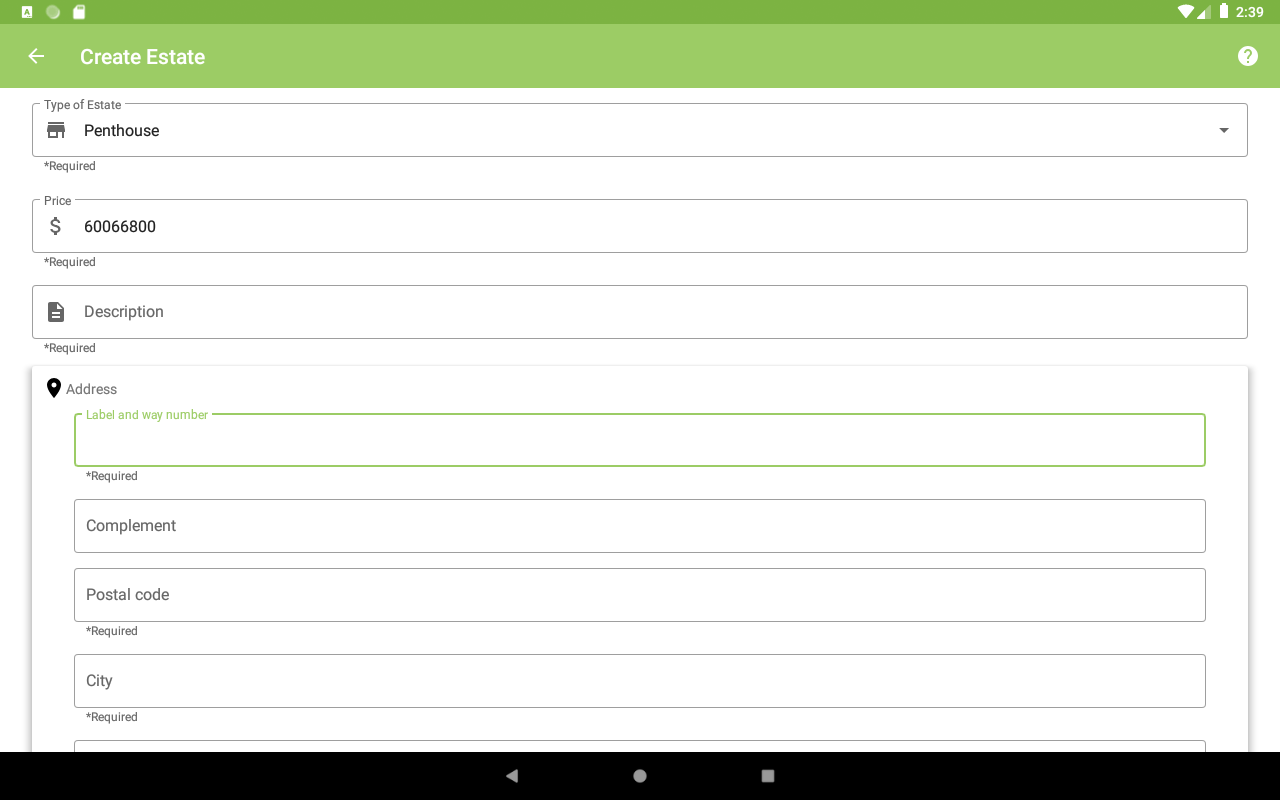 2:39
Create Estate
Type of Estate
Penthouse
*Required
Price
60066800
*Required
Description
*Required
Address
Label and way number
*Required
Complement
Postal code
*Required
City
*Required